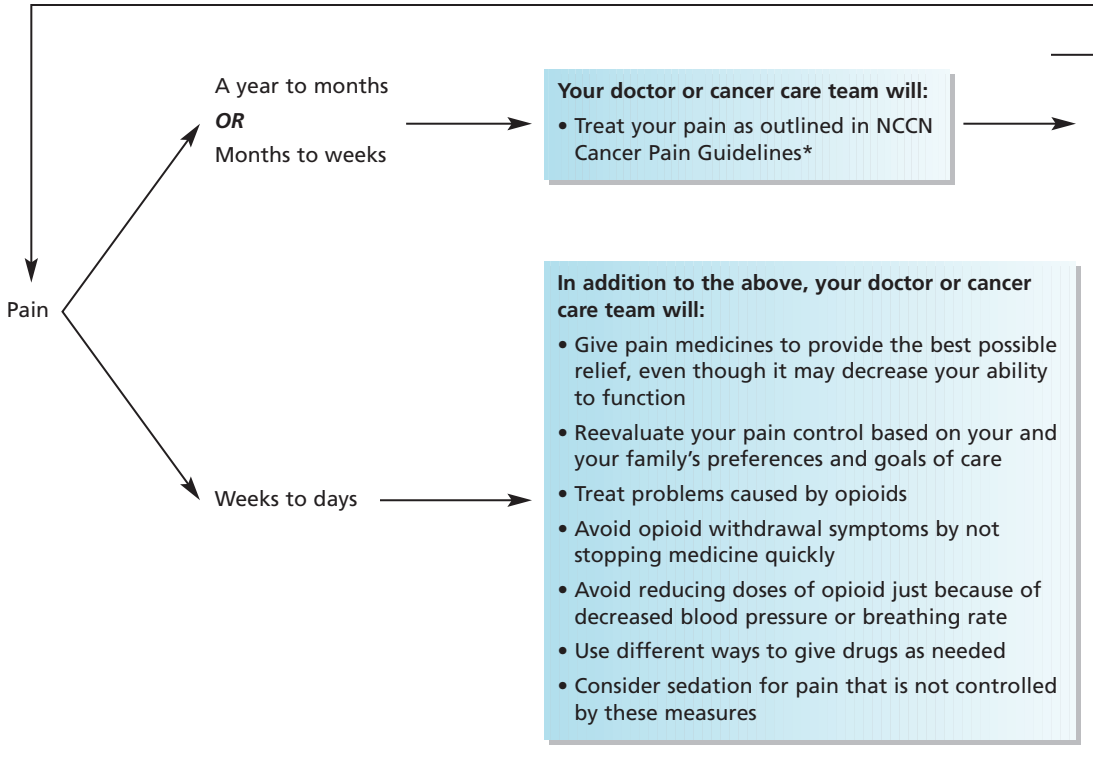 A year to months
OR
Months to weeks
Your doctor or cancer care team will:
• Treat your pain as outlined in NCCN
Cancer Pain Guidelines*
Pain
Weeks to days
In addition to the above, your doctor or cancer
care team will:
• Give pain medicines to provide the best possible
relief, even though it may decrease your ability
to function
• Reevaluate your pain control based on your and
your family’s preferences and goals of care
• Treat problems caused by opioids
• Avoid opioid withdrawal symptoms by not
stopping medicine quickly
• Avoid reducing doses of opioid just because of
decreased blood pressure or breathing rate
• Use different ways to give drugs as needed
• Consider sedation for pain that is not controlled
by these measures